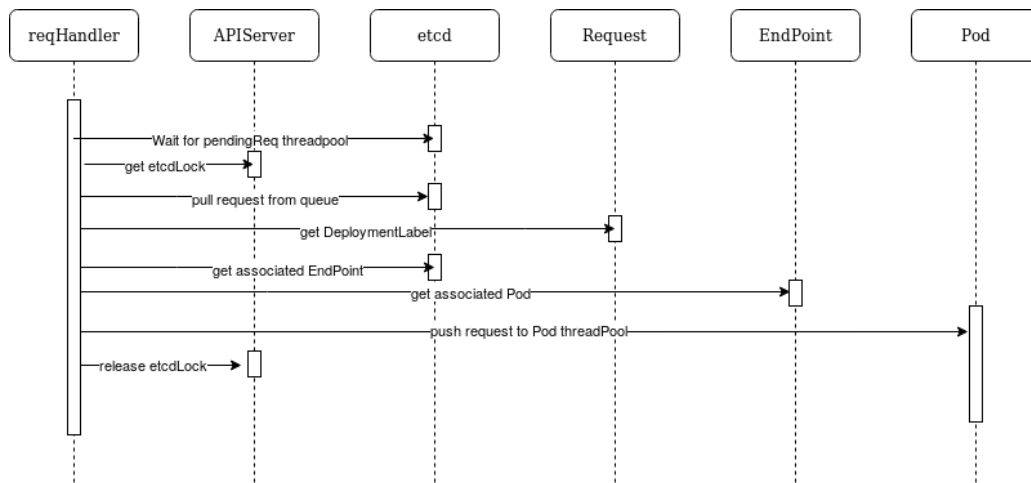 reqHandler
APIServer
etcd
Request
EndPoint
Pod
Wait for pendingReq threadpool
get etcdLock
pull request from queue
get DeploymentLabel
get associated EndPoint
get associated Pod
push request to Pod threadPool
release etcdLock